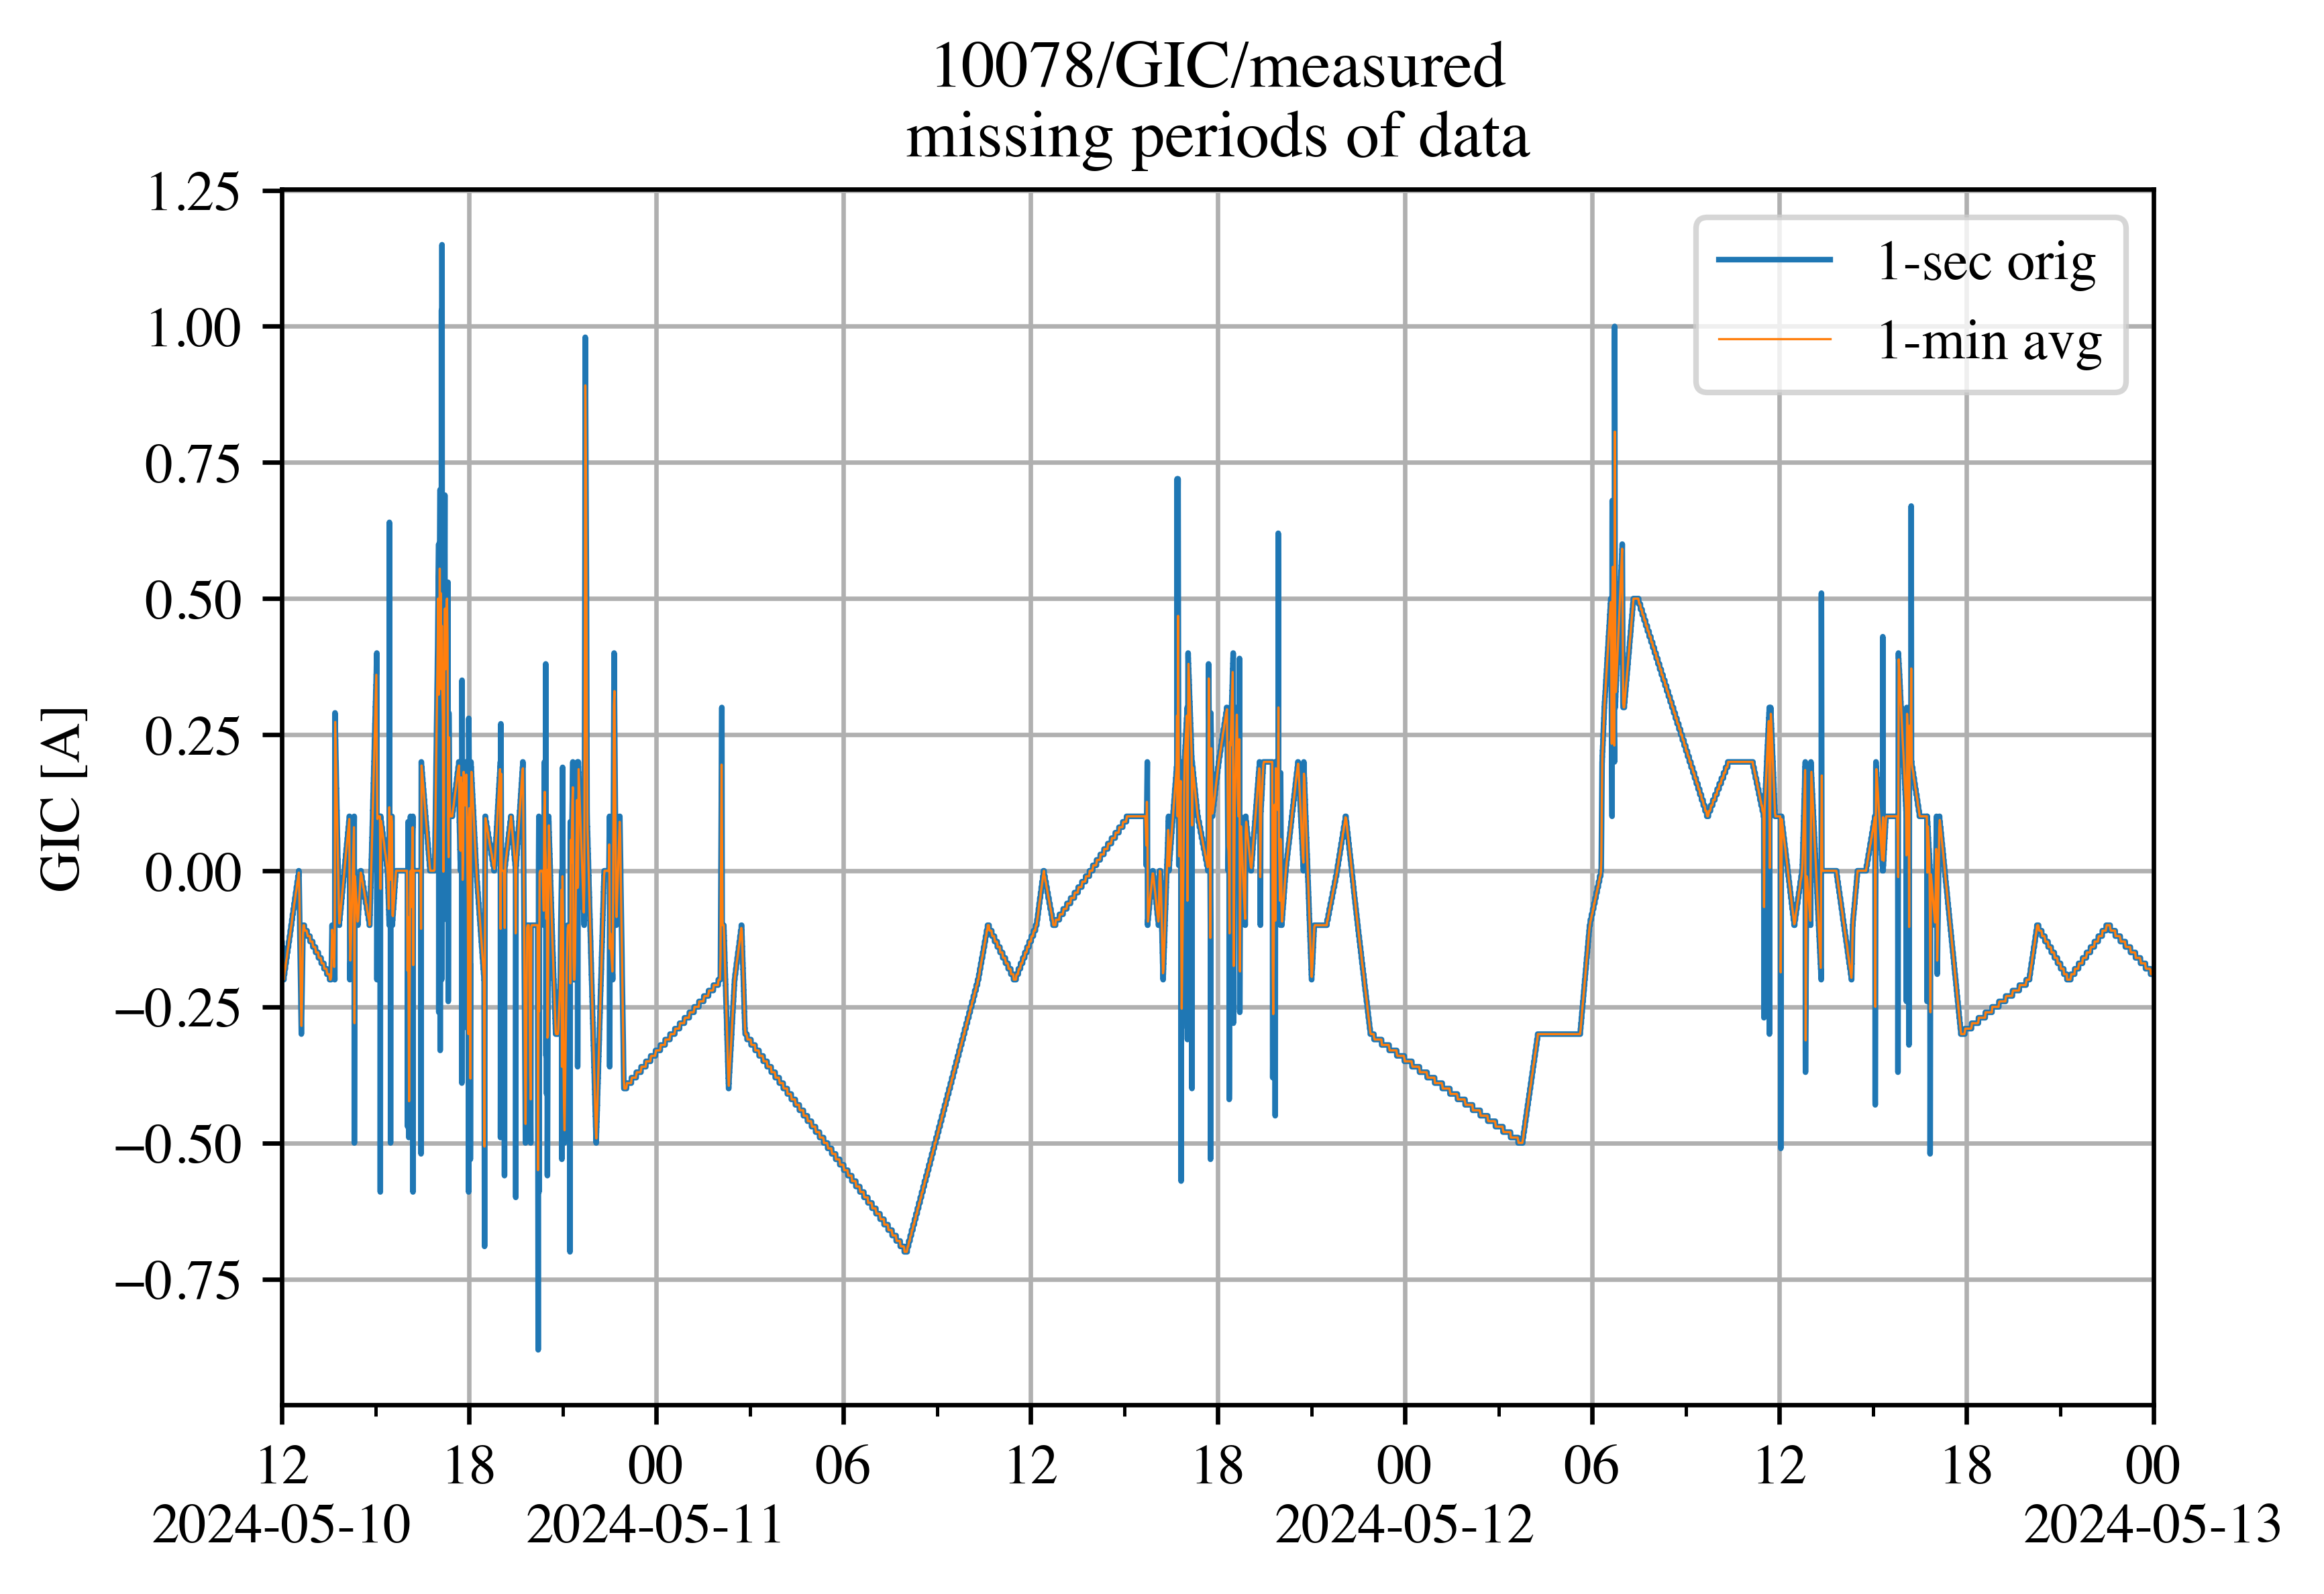 10078/GIC/measured
missing periods of data
1.25
1.00
0.75
0.50
0.25
0.00
−0.25
−0.50
−0.75
GIC [A]
1-sec orig
1-min avg
12 18 00 06 12 18 00 06 12 18 00
2024-05-10 2024-05-11 2024-05-12 2024-05-13